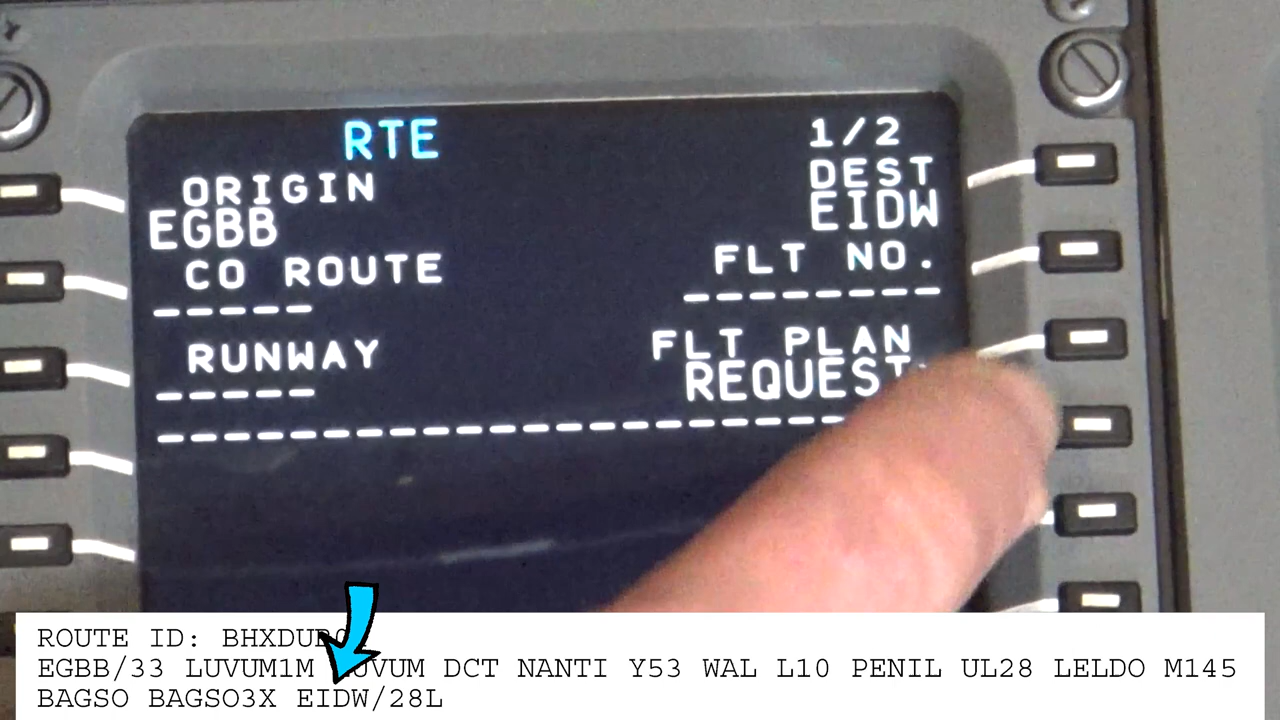 RTE 1/2
ORIGIN DEST
EGBB EIDW
CO ROUTE FLT NO.
----- --------
RUNWAY FLT PLAN
----- REQUEST
---------------------
ROUTE ID:
EGBB/33 LUVUM1M LUVUM DCT NANTI Y53 WAL L10 PENIL UL28 LELDO M145
BAGSO BAGSO3X EIDW/28L